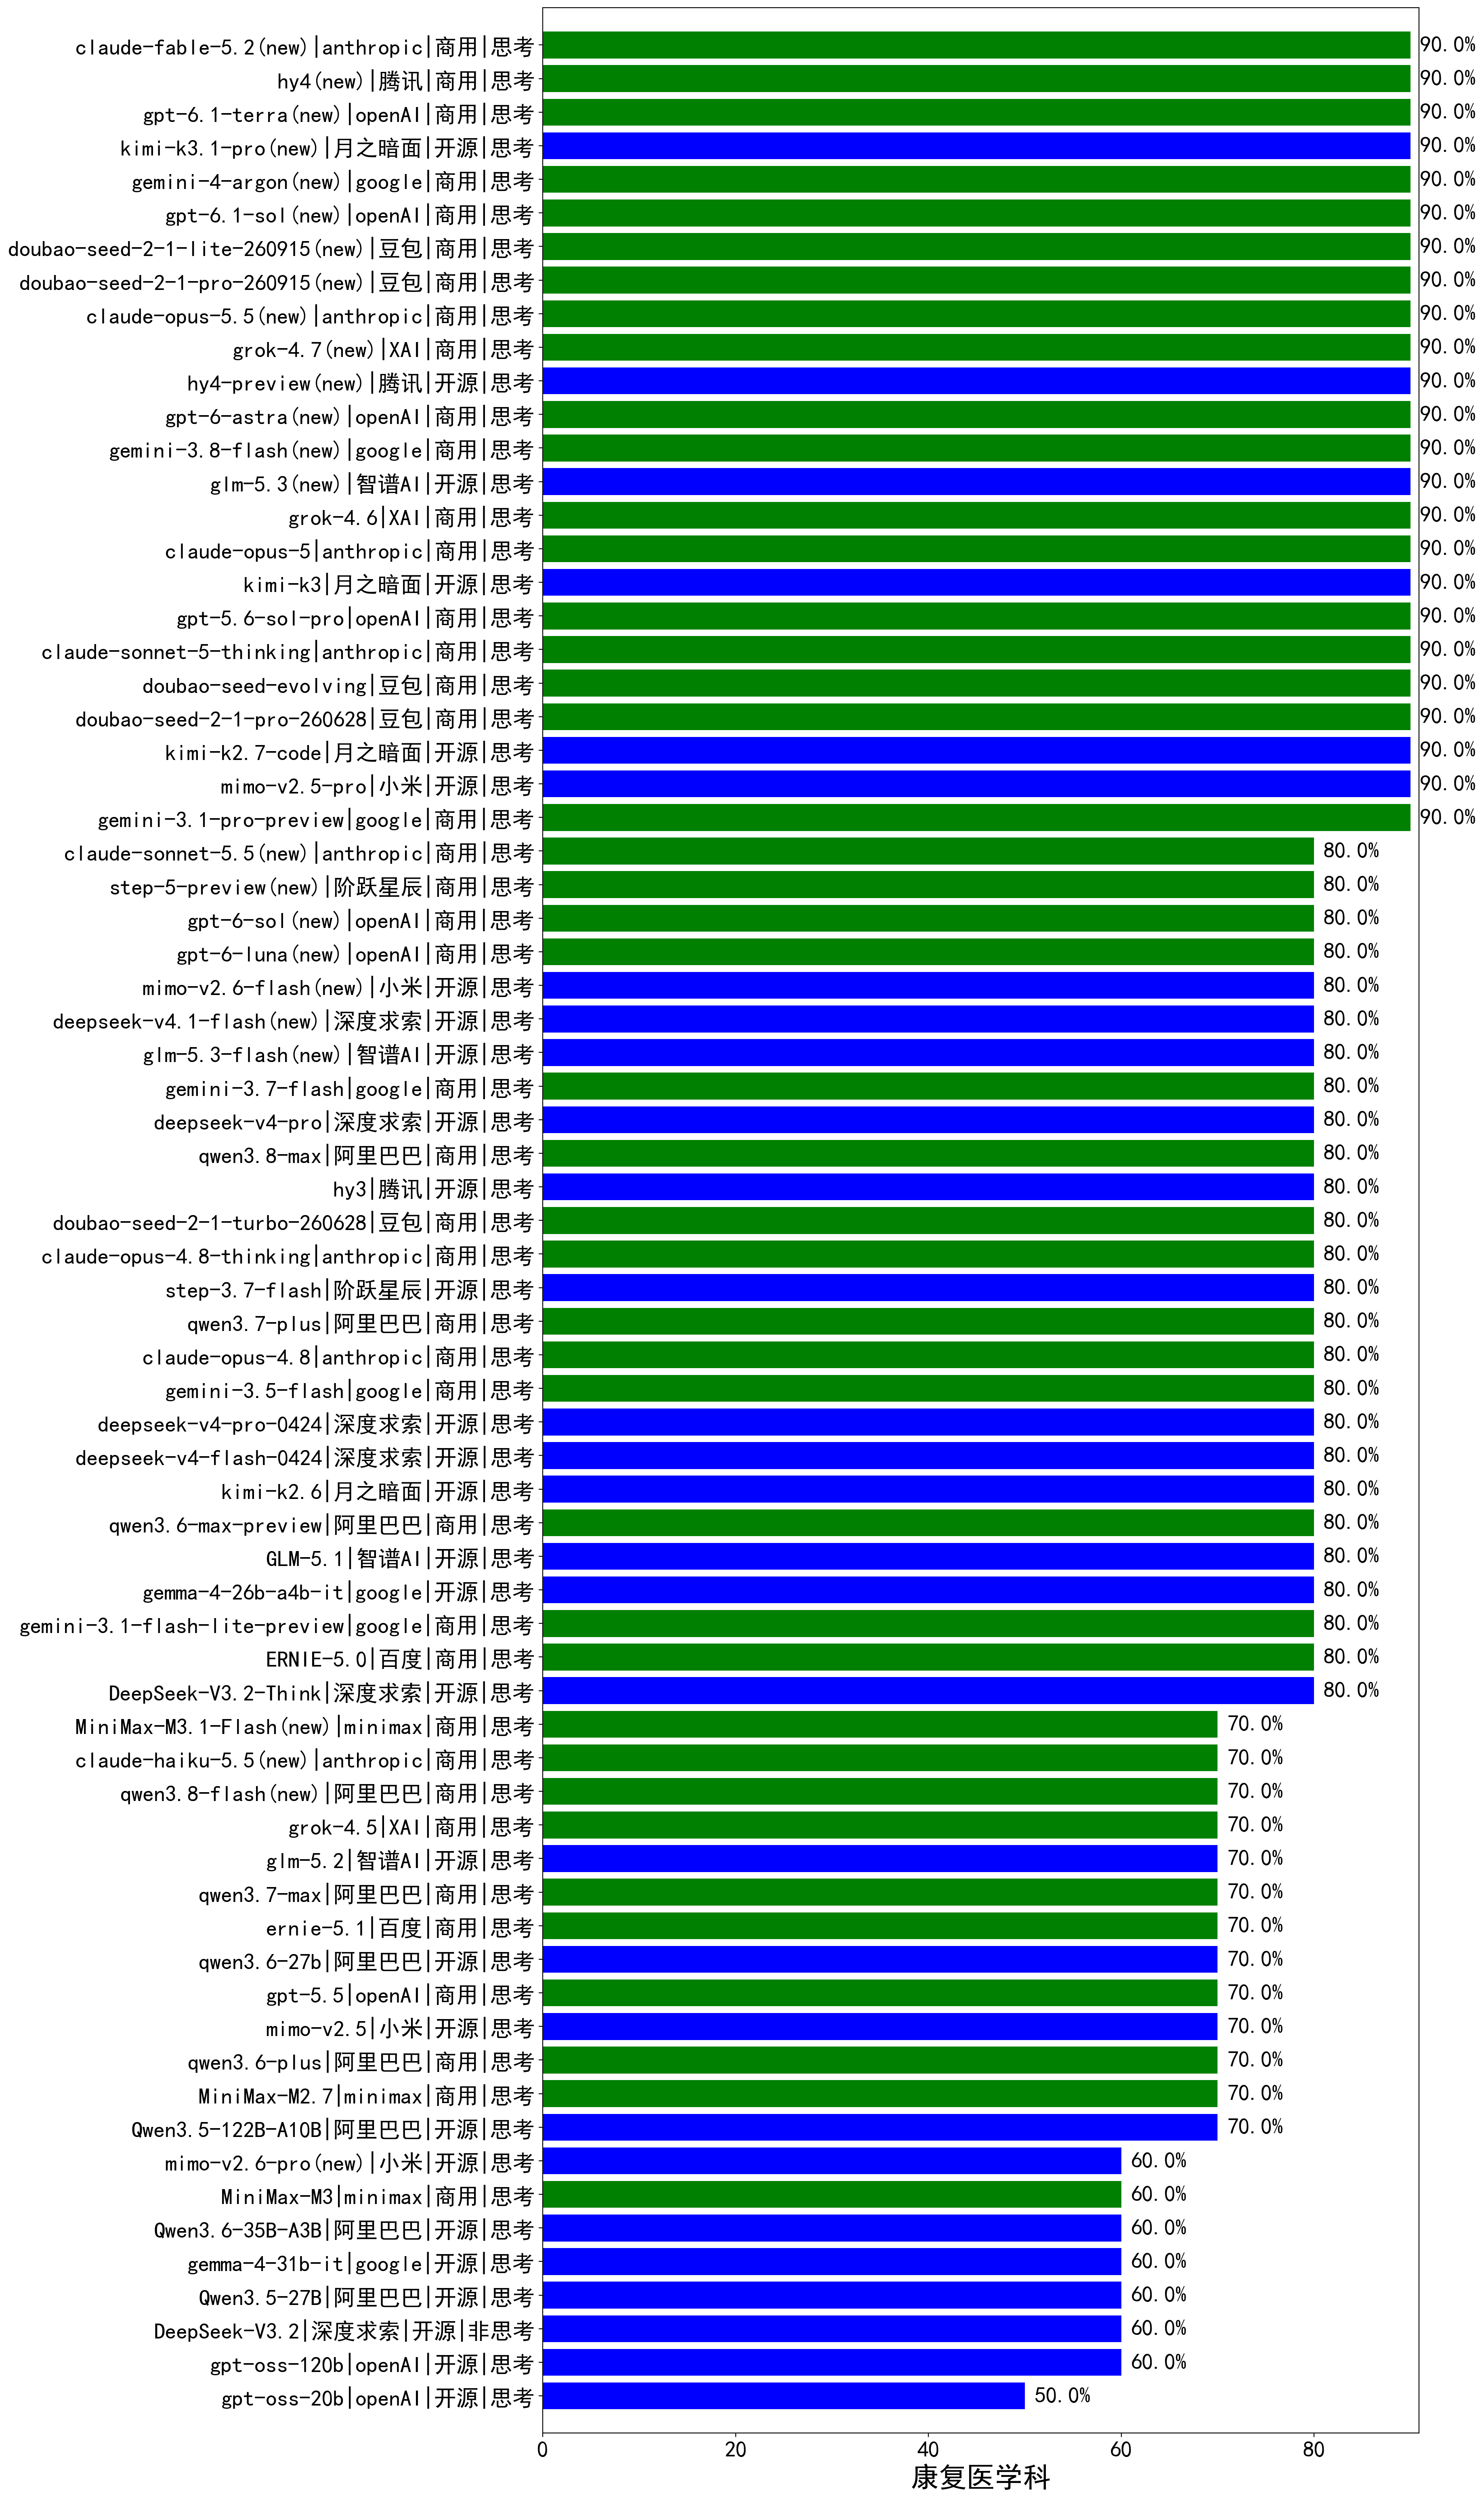 claude-fable-5.2(new)|anthropic|商用|思考 90.0%
hy4(new)|腾讯|商用|思考 90.0%
gpt-6.1-terra(new)|openAI|商用|思考 90.0%
kimi-k3.1-pro(new)|月之暗面|开源|思考 90.0%
gemini-4-argon(new)|google|商用|思考 90.0%
gpt-6.1-sol(new)|openAI|商用|思考 90.0%
doubao-seed-2-1-lite-260915(new)|豆包|商用|思考 90.0%
doubao-seed-2-1-pro-260915(new)|豆包|商用|思考 90.0%
claude-opus-5.5(new)|anthropic|商用|思考 90.0%
grok-4.7(new)|XAI|商用|思考 90.0%
hy4-preview(new)|腾讯|开源|思考 90.0%
gpt-6-astra(new)|openAI|商用|思考 90.0%
gemini-3.8-flash(new)|google|商用|思考 90.0%
glm-5.3(new)|智谱AI|开源|思考 90.0%
grok-4.6|XAI|商用|思考 90.0%
claude-opus-5|anthropic|商用|思考 90.0%
kimi-k3|月之暗面|开源|思考 90.0%
gpt-5.6-sol-pro|openAI|商用|思考 90.0%
claude-sonnet-5-thinking|anthropic|商用|思考 90.0%
doubao-seed-evolving|豆包|商用|思考 90.0%
doubao-seed-2-1-pro-260628|豆包|商用|思考 90.0%
kimi-k2.7-code|月之暗面|开源|思考 90.0%
mimo-v2.5-pro|小米|开源|思考 90.0%
gemini-3.1-pro-preview|google|商用|思考 90.0%
claude-sonnet-5.5(new)|anthropic|商用|思考 80.0%
step-5-preview(new)|阶跃星辰|商用|思考 80.0%
gpt-6-sol(new)|openAI|商用|思考 80.0%
gpt-6-luna(new)|openAI|商用|思考 80.0%
mimo-v2.6-flash(new)|小米|开源|思考 80.0%
deepseek-v4.1-flash(new)|深度求索|开源|思考 80.0%
glm-5.3-flash(new)|智谱AI|开源|思考 80.0%
gemini-3.7-flash|google|商用|思考 80.0%
deepseek-v4-pro|深度求索|开源|思考 80.0%
qwen3.8-max|阿里巴巴|商用|思考 80.0%
hy3|腾讯|开源|思考 80.0%
doubao-seed-2-1-turbo-260628|豆包|商用|思考 80.0%
claude-opus-4.8-thinking|anthropic|商用|思考 80.0%
step-3.7-flash|阶跃星辰|开源|思考 80.0%
qwen3.7-plus|阿里巴巴|商用|思考 80.0%
claude-opus-4.8|anthropic|商用|思考 80.0%
gemini-3.5-flash|google|商用|思考 80.0%
deepseek-v4-pro-0424|深度求索|开源|思考 80.0%
deepseek-v4-flash-0424|深度求索|开源|思考 80.0%
kimi-k2.6|月之暗面|开源|思考 80.0%
qwen3.6-max-preview|阿里巴巴|商用|思考 80.0%
GLM-5.1|智谱AI|开源|思考 80.0%
gemma-4-26b-a4b-it|google|开源|思考 80.0%
gemini-3.1-flash-lite-preview|google|商用|思考 80.0%
ERNIE-5.0|百度|商用|思考 80.0%
DeepSeek-V3.2-Think|深度求索|开源|思考 80.0%
MiniMax-M3.1-Flash(new)|minimax|商用|思考 70.0%
claude-haiku-5.5(new)|anthropic|商用|思考 70.0%
qwen3.8-flash(new)|阿里巴巴|商用|思考 70.0%
grok-4.5|XAI|商用|思考 70.0%
glm-5.2|智谱AI|开源|思考 70.0%
qwen3.7-max|阿里巴巴|商用|思考 70.0%
ernie-5.1|百度|商用|思考 70.0%
qwen3.6-27b|阿里巴巴|开源|思考 70.0%
gpt-5.5|openAI|商用|思考 70.0%
mimo-v2.5|小米|开源|思考 70.0%
qwen3.6-plus|阿里巴巴|商用|思考 70.0%
MiniMax-M2.7|minimax|商用|思考 70.0%
Qwen3.5-122B-A10B|阿里巴巴|开源|思考 70.0%
mimo-v2.6-pro(new)|小米|开源|思考 60.0%
MiniMax-M3|minimax|商用|思考 60.0%
Qwen3.6-35B-A3B|阿里巴巴|开源|思考 60.0%
gemma-4-31b-it|google|开源|思考 60.0%
Qwen3.5-27B|阿里巴巴|开源|思考 60.0%
DeepSeek-V3.2|深度求索|开源|非思考 60.0%
gpt-oss-120b|openAI|开源|思考 60.0%
gpt-oss-20b|openAI|开源|思考 50.0%
0 20 40 60 80
康复医学科